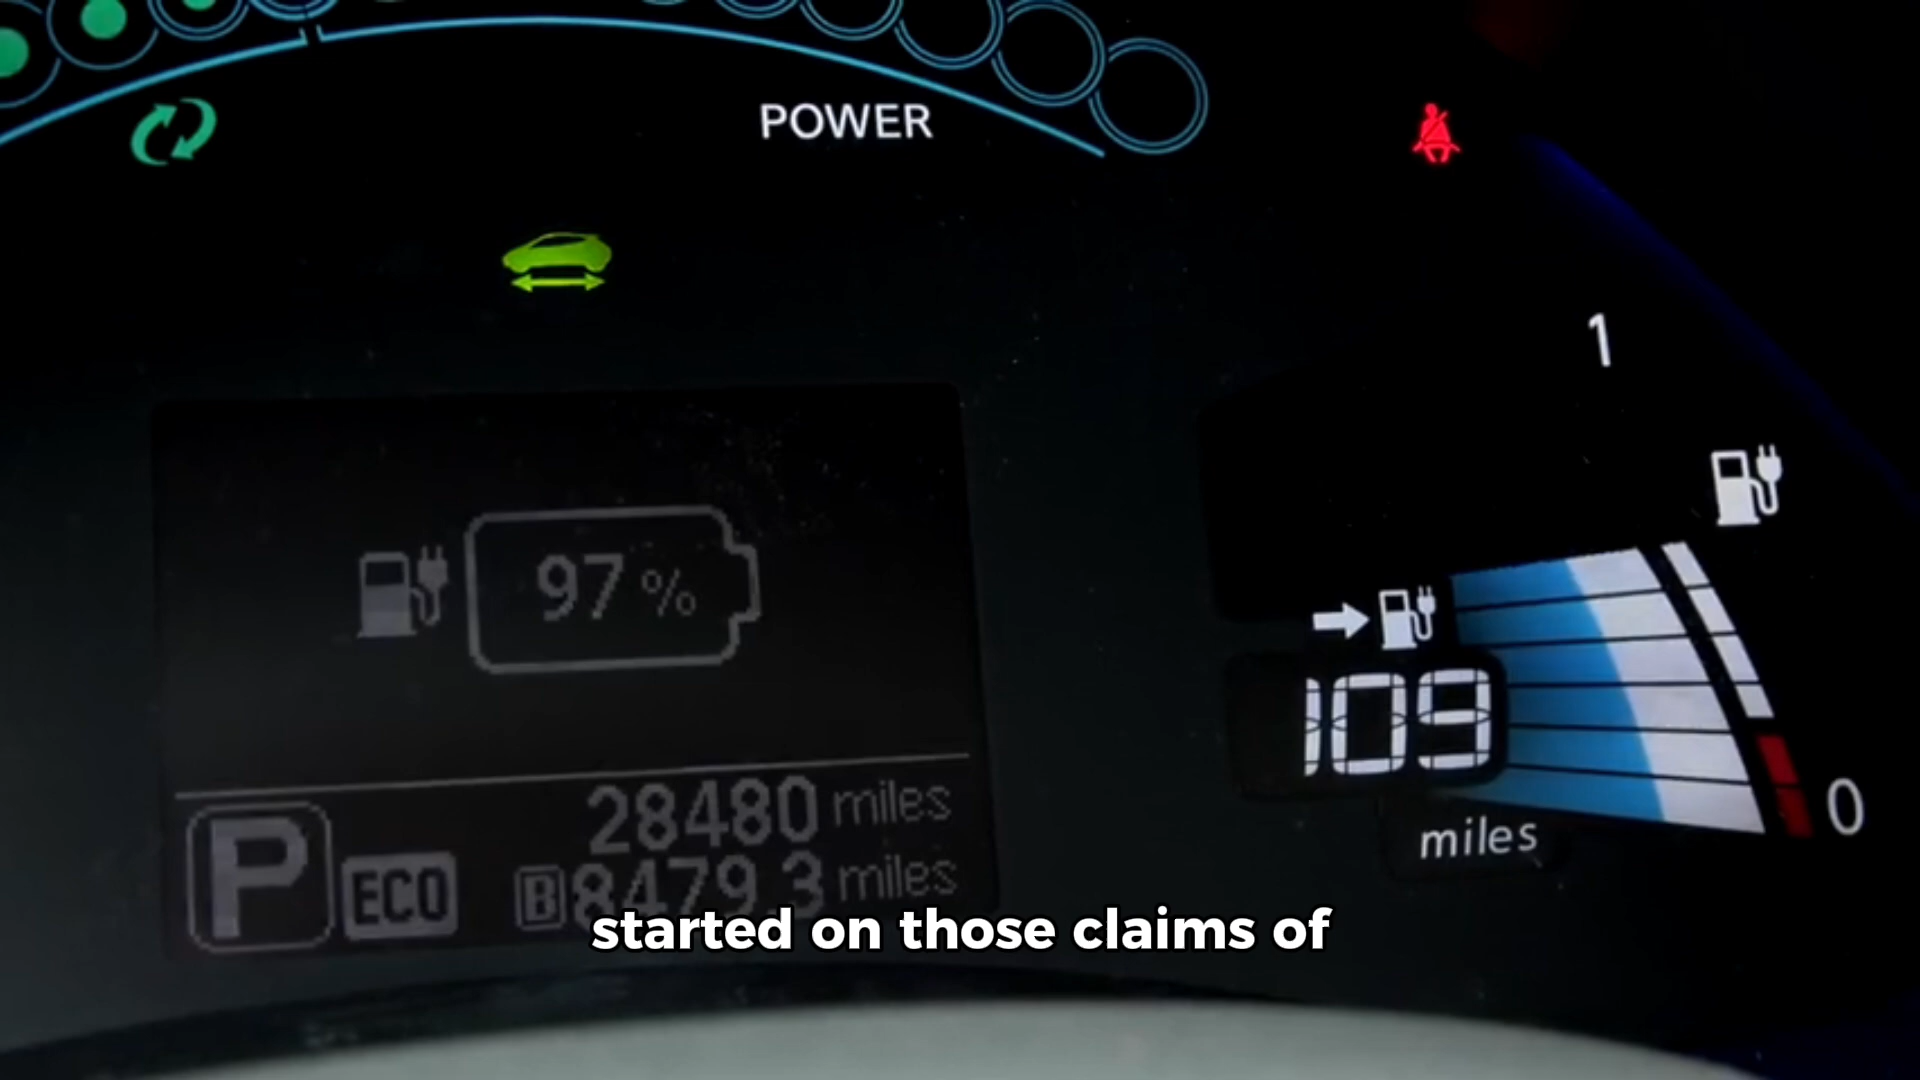 POWER
1
97 %
109
miles
0
28480 miles
P ECO B 8479.3 miles
started on those claims of